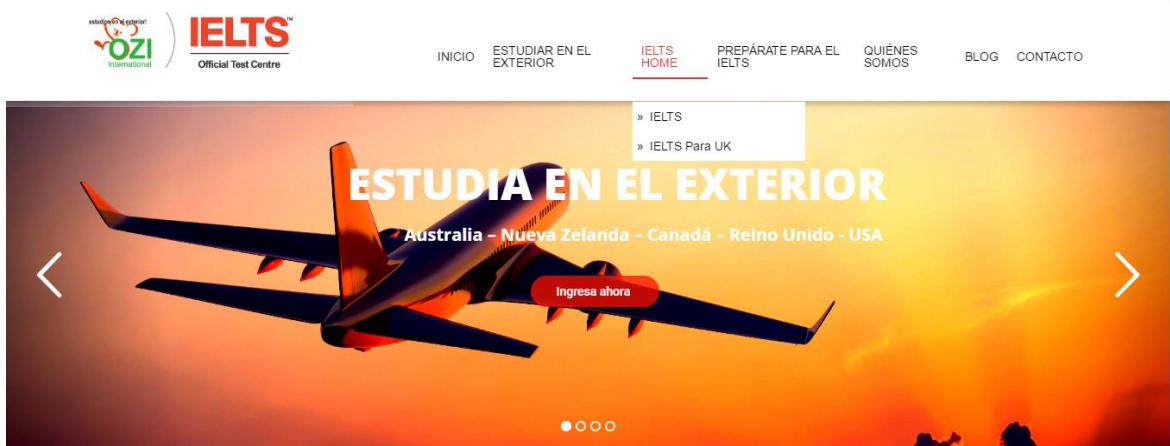 estudios en el exterior!
OZI
International
IELTS™
Official Test Centre
INICIO
ESTUDIAR EN EL
EXTERIOR
IELTS
HOME
PREPÁRATE PARA EL
IELTS
QUIÉNES
SOMOS
BLOG
CONTACTO
» IELTS
» IELTS Para UK
ESTUDIA EN EL EXTERIOR
Australia – Nueva Zelanda – Canadá – Reino Unido - USA
Ingresa ahora